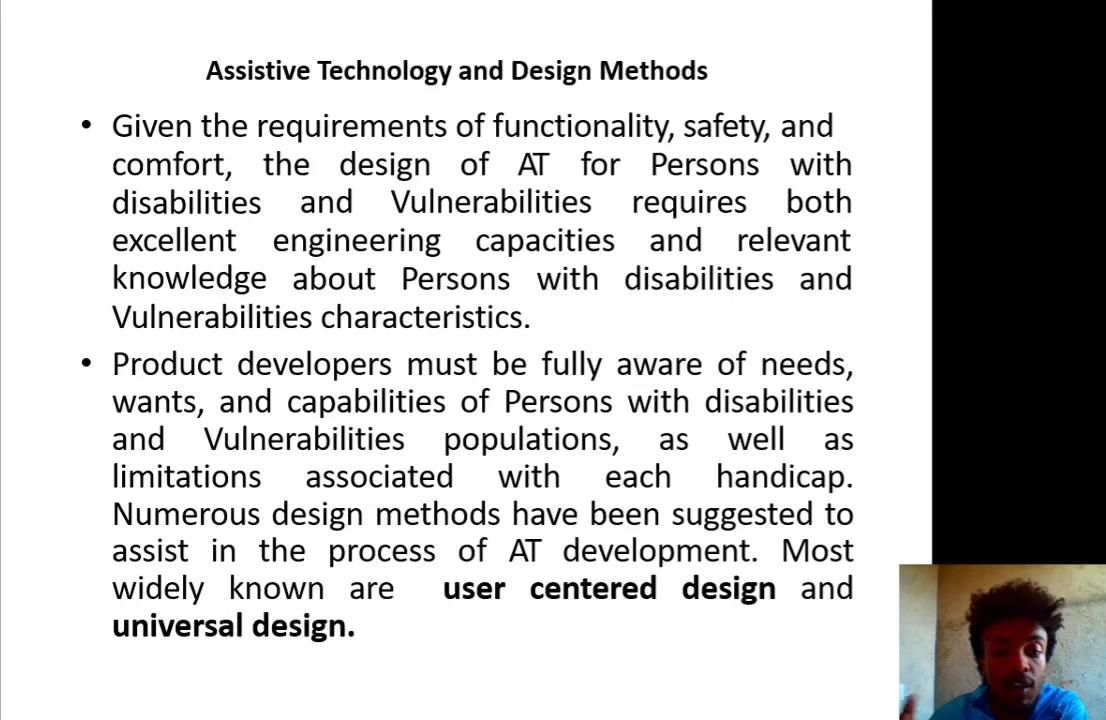 Assistive Technology and Design Methods
• Given the requirements of functionality, safety, and
comfort, the design of AT for Persons with
disabilities and Vulnerabilities requires both
excellent engineering capacities and relevant
knowledge about Persons with disabilities and
Vulnerabilities characteristics.
• Product developers must be fully aware of needs,
wants, and capabilities of Persons with disabilities
and Vulnerabilities populations, as well as
limitations associated with each handicap.
Numerous design methods have been suggested to
assist in the process of AT development. Most
widely known are user centered design and
universal design.